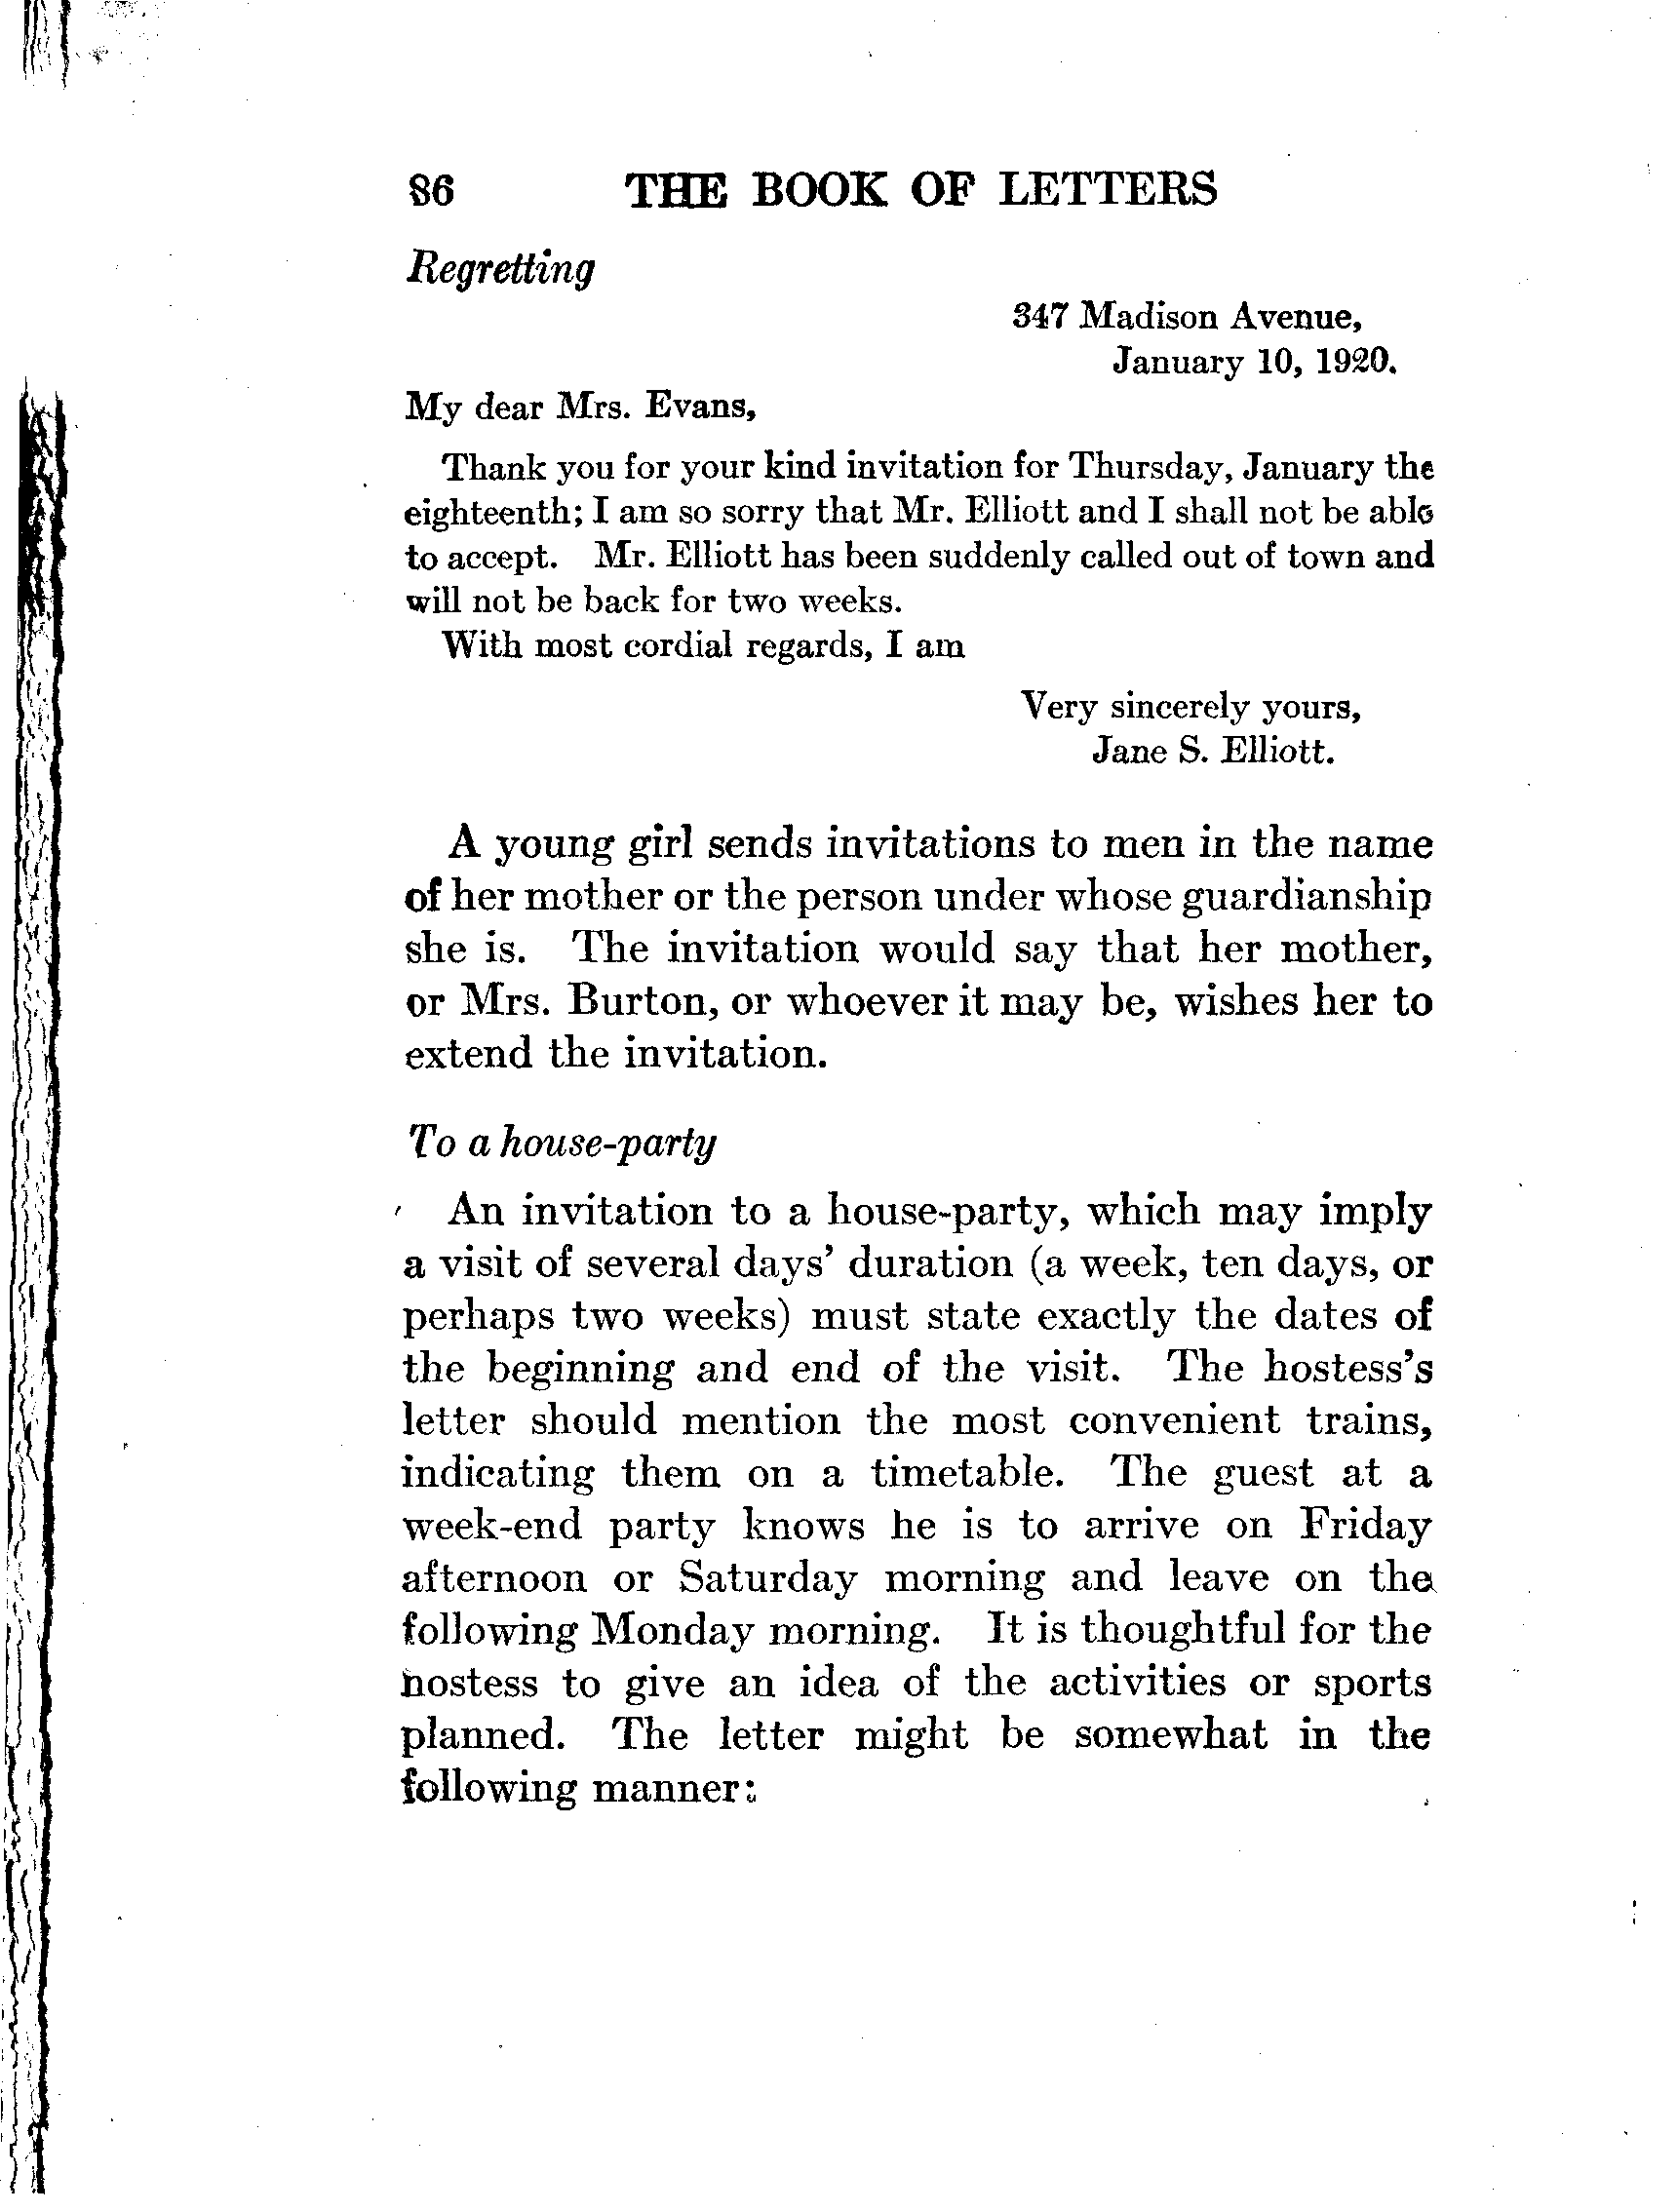 86 THE BOOK OF LETTERS
Regretting
347 Madison Avenue,
January 10, 1920.
My dear Mrs. Evans,
Thank you for your kind invitation for Thursday, January the
eighteenth; I am so sorry that Mr. Elliott and I shall not be able
to accept. Mr. Elliott has been suddenly called out of town and
will not be back for two weeks.
With most cordial regards, I am
Very sincerely yours,
Jane S. Elliott.
A young girl sends invitations to men in the name
of her mother or the person under whose guardianship
she is. The invitation would say that her mother,
or Mrs. Burton, or whoever it may be, wishes her to
extend the invitation.
To a house-party
An invitation to a house-party, which may imply
a visit of several days' duration (a week, ten days, or
perhaps two weeks) must state exactly the dates of
the beginning and end of the visit. The hostess's
letter should mention the most convenient trains,
indicating them on a timetable. The guest at a
week-end party knows he is to arrive on Friday
afternoon or Saturday morning and leave on the
following Monday morning. It is thoughtful for the
hostess to give an idea of the activities or sports
planned. The letter might be somewhat in the
following manner: